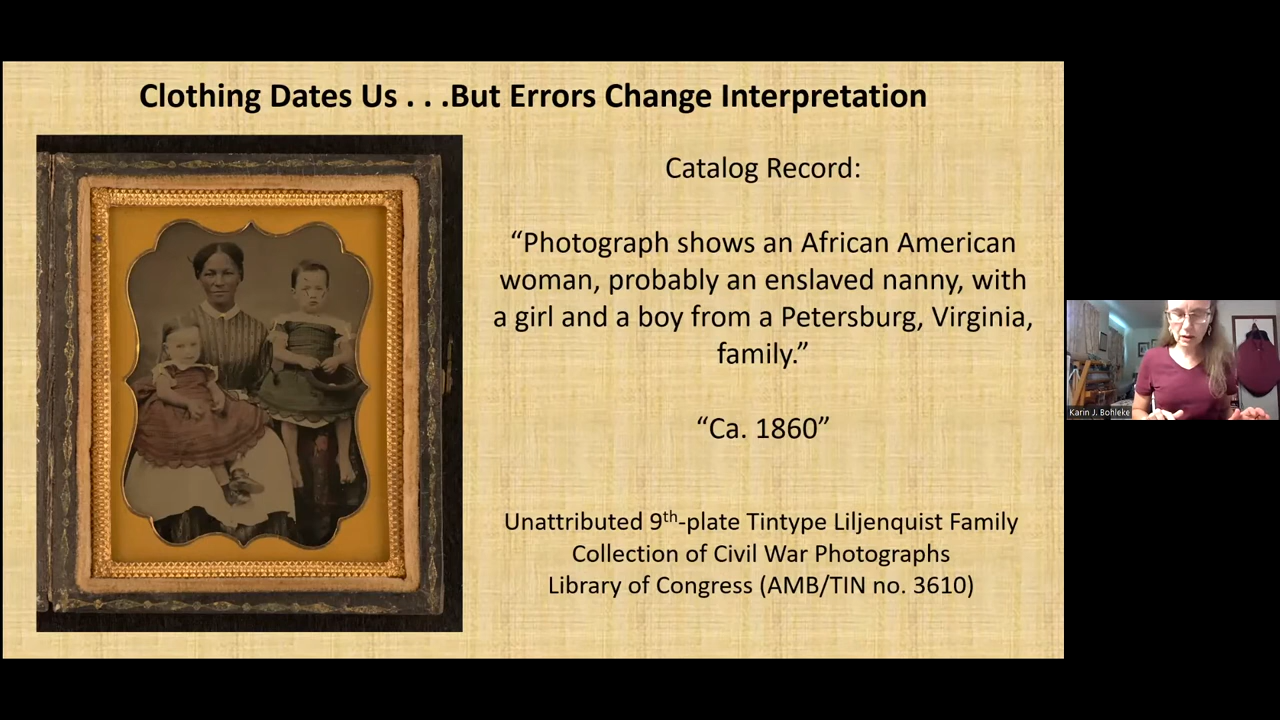 Clothing Dates Us . . .But Errors Change Interpretation
Catalog Record:
“Photograph shows an African American
woman, probably an enslaved nanny, with
a girl and a boy from a Petersburg, Virginia,
family.”
“Ca. 1860”
Unattributed 9th-plate Tintype Liljenquist Family
Collection of Civil War Photographs
Library of Congress (AMB/TIN no. 3610)
Karin J. Bohleke